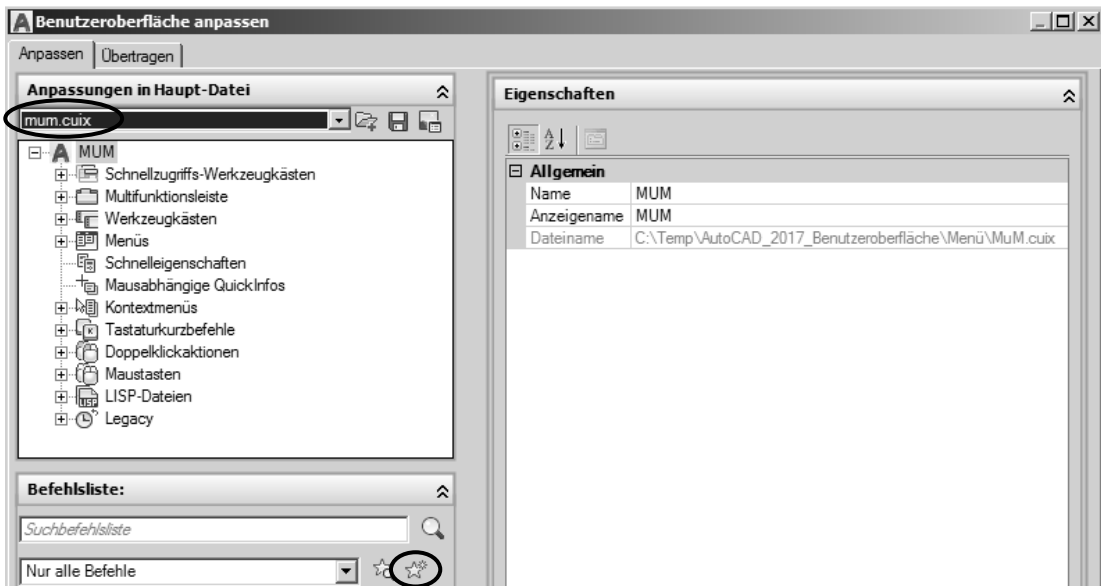 Benutzeroberfläche anpassen
Anpassen
Übertragen
Anpassungen in Haupt-Datei
mum.cuix
MUM
Schnellzugriffs-Werkzeugkästen
Multifunktionsleiste
Werkzeugkästen
Menüs
Schnelleigenschaften
Mausabhängige QuickInfos
Kontextmenüs
Tastaturkurzbefehle
Doppelklickaktionen
Maustasten
LISP-Dateien
Legacy
Befehlsliste:
Suchbefehlsliste
Nur alle Befehle
Eigenschaften
Allgemein
Name MUM
Anzeigename MUM
Dateiname C:\Temp\AutoCAD_2017_Benutzeroberfläche\Menü\MuM.cuix